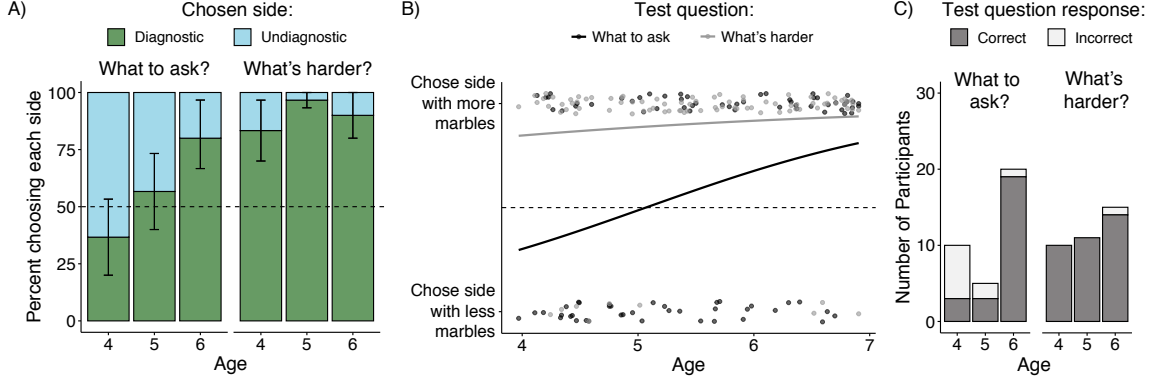 A)
Chosen side:
Diagnostic
Undiagnostic
What to ask?
What's harder?
Percent choosing each side
100
75
50
25
0
4
5
6
4
5
6
Age
B)
Test question:
What to ask
What's harder
Chose side
with more
marbles
Chose side
with less
marbles
4
5
6
7
Age
C)
Test question response:
Correct
Incorrect
What to
ask?
What's
harder?
Number of Participants
30
20
10
0
4
5
6
4
5
6
Age